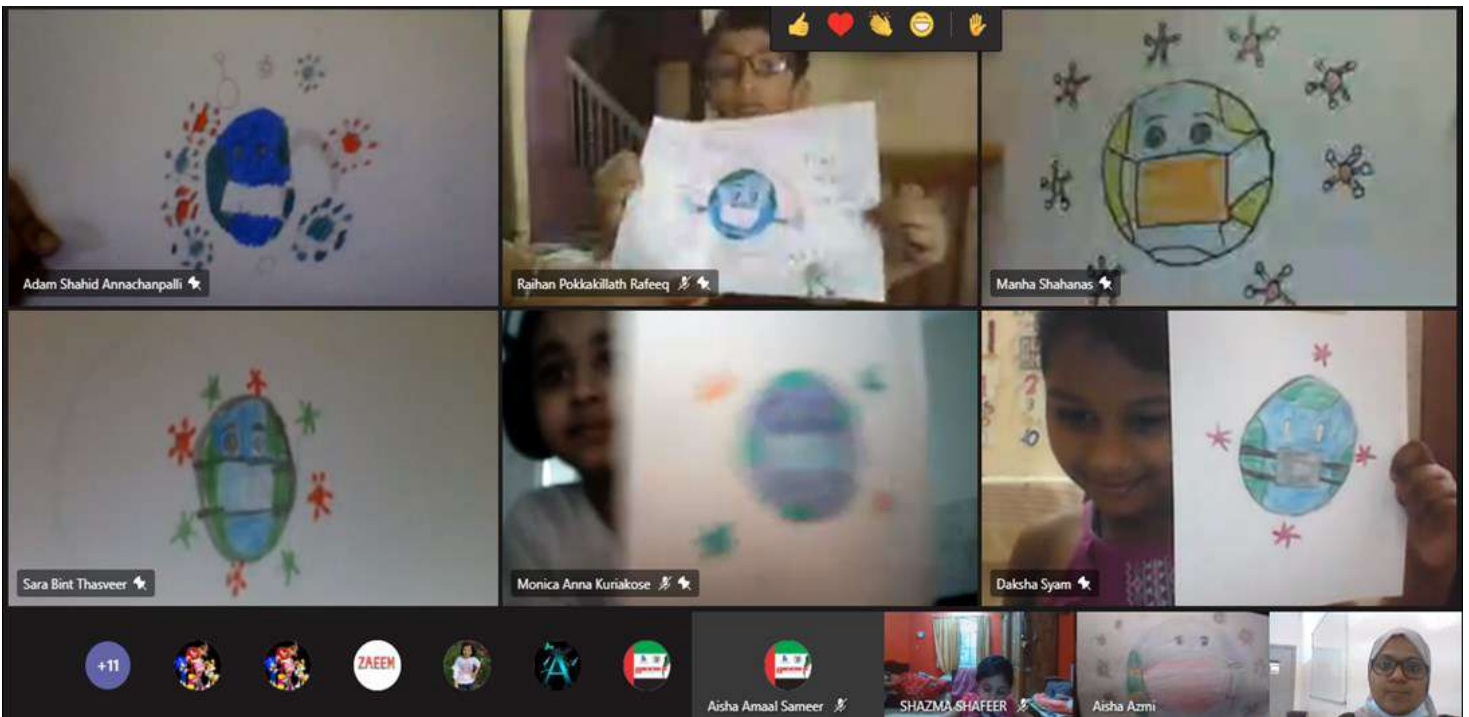 Adam Shahid Annachanpalli
Raihan Pokkakillath Rafeeq
Manha Shahanas
Sara Bint Thasveer
Monica Anna Kuriakose
Daksha Syam
+11
ZAEEM
A
Aisha Amaal Sameer
SHAZMA SHAFEER
Aisha Azmi